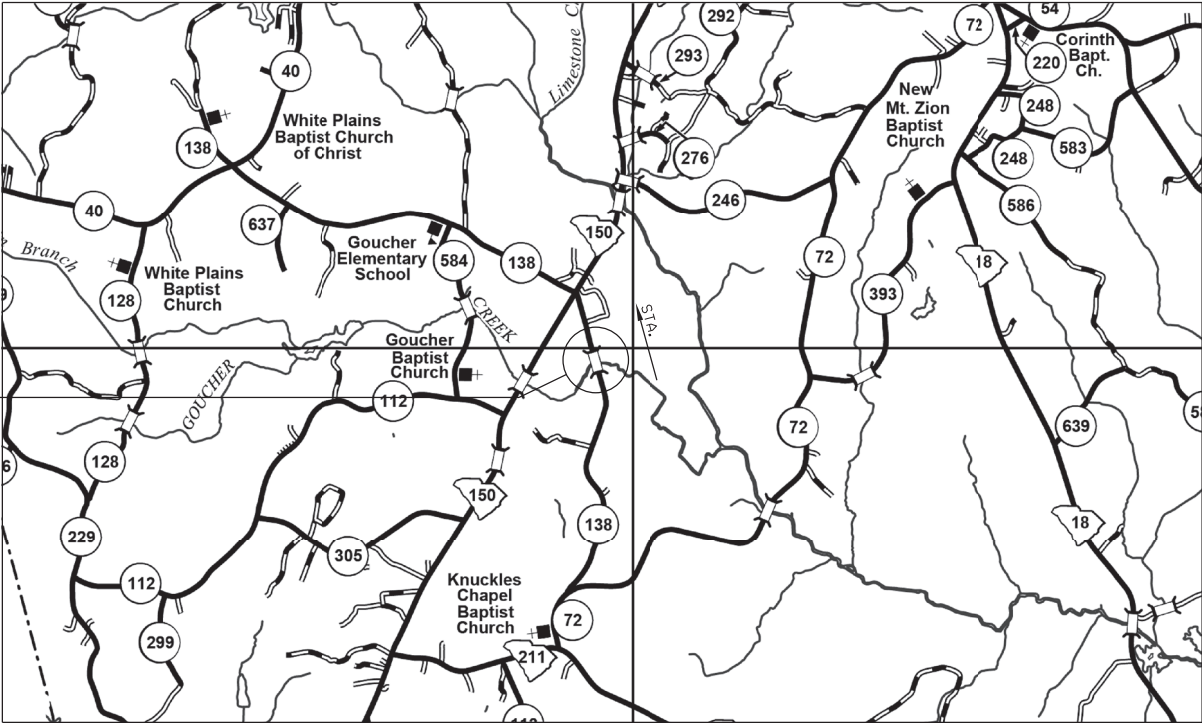 292
72
54
Limestone C
293
40
Corinth
Bapt.
Ch.
220
New
Mt. Zion
Baptist
Church
248
White Plains
Baptist Church
of Christ
138
276
248
583
246
586
40
637
150
Goucher
Elementary
School
584
138
72
18
Branch
White Plains
Baptist
Church
128
393
CREEK
STA.
Goucher
Baptist
Church
GOUCHER
112
72
639
5
6
128
150
138
18
229
305
112
Knuckles
Chapel
Baptist
Church
72
299
211